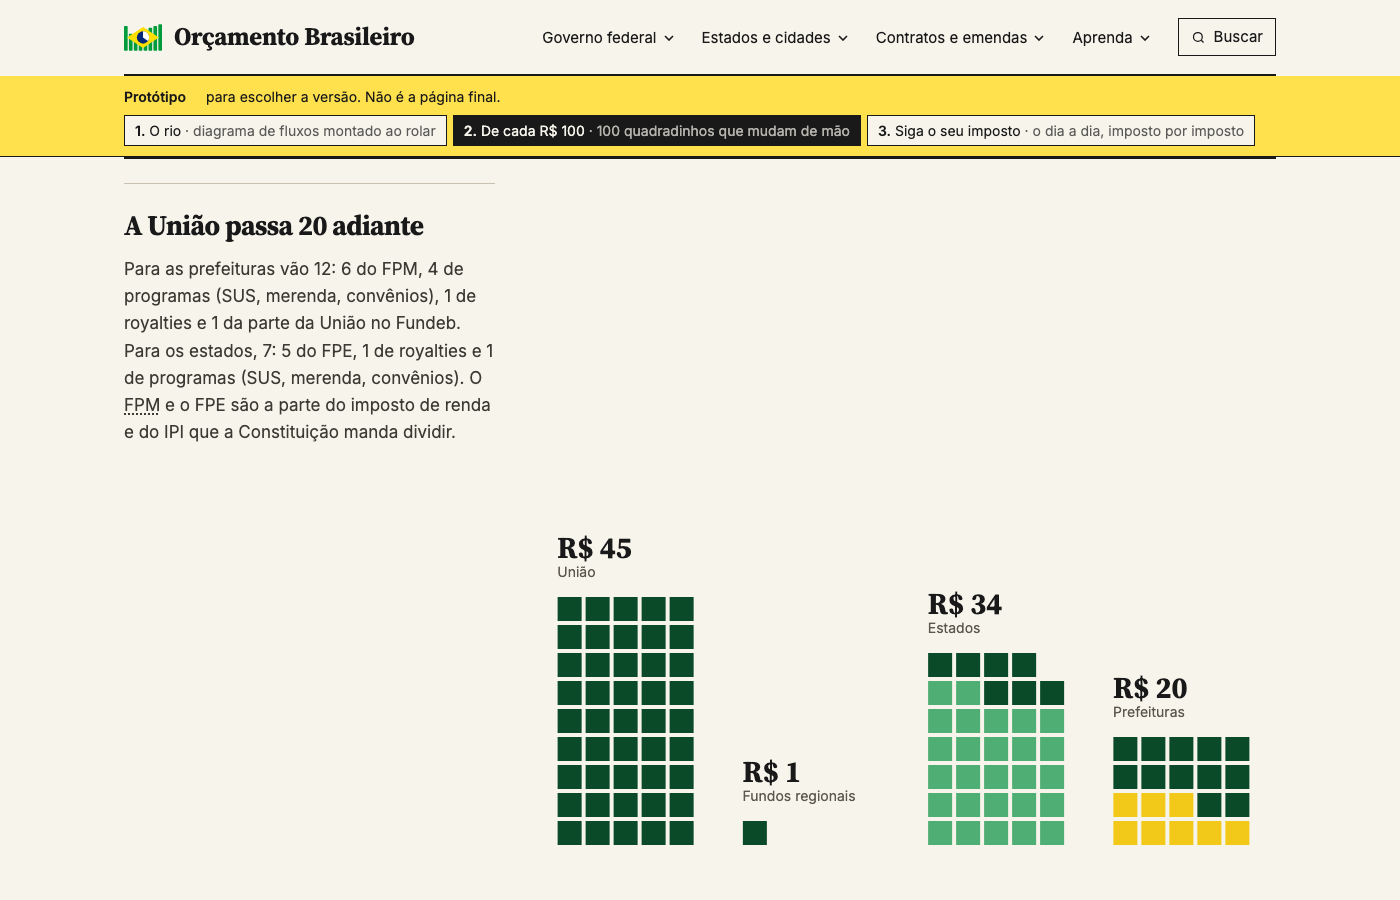 Orçamento Brasileiro
Governo federal
Estados e cidades
Contratos e emendas
Aprenda
Buscar
Protótipo para escolher a versão. Não é a página final.
1. O rio · diagrama de fluxos montado ao rolar
2. De cada R$ 100 · 100 quadradinhos que mudam de mão
3. Siga o seu imposto · o dia a dia, imposto por imposto
A União passa 20 adiante
Para as prefeituras vão 12: 6 do FPM, 4 de
programas (SUS, merenda, convênios), 1 de
royalties e 1 da parte da União no Fundeb.
Para os estados, 7: 5 do FPE, 1 de royalties e 1
de programas (SUS, merenda, convênios). O
FPM e o FPE são a parte do imposto de renda
e do IPI que a Constituição manda dividir.
R$ 45
União
R$ 1
Fundos regionais
R$ 34
Estados
R$ 20
Prefeituras